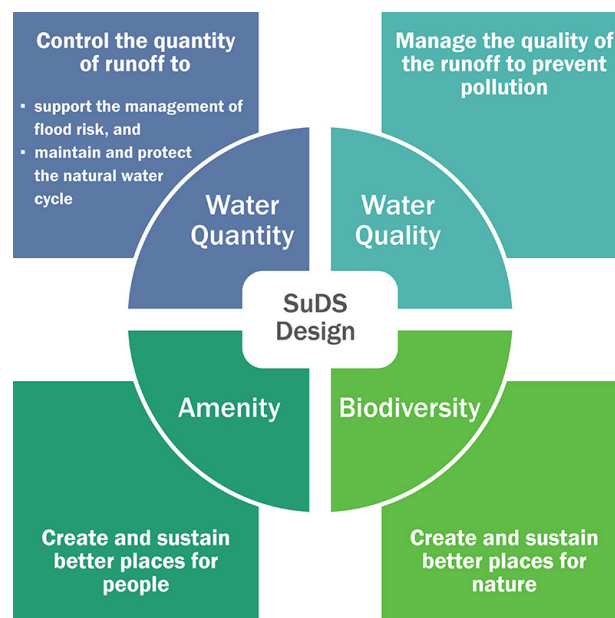 Control the quantity
of runoff to
▪ support the management of
flood risk, and
▪ maintain and protect
the natural water
cycle
Manage the quality of
the runoff to prevent
pollution
Water
Quantity
Water
Quality
SuDS
Design
Amenity
Biodiversity
Create and sustain
better places for
people
Create and sustain
better places for
nature